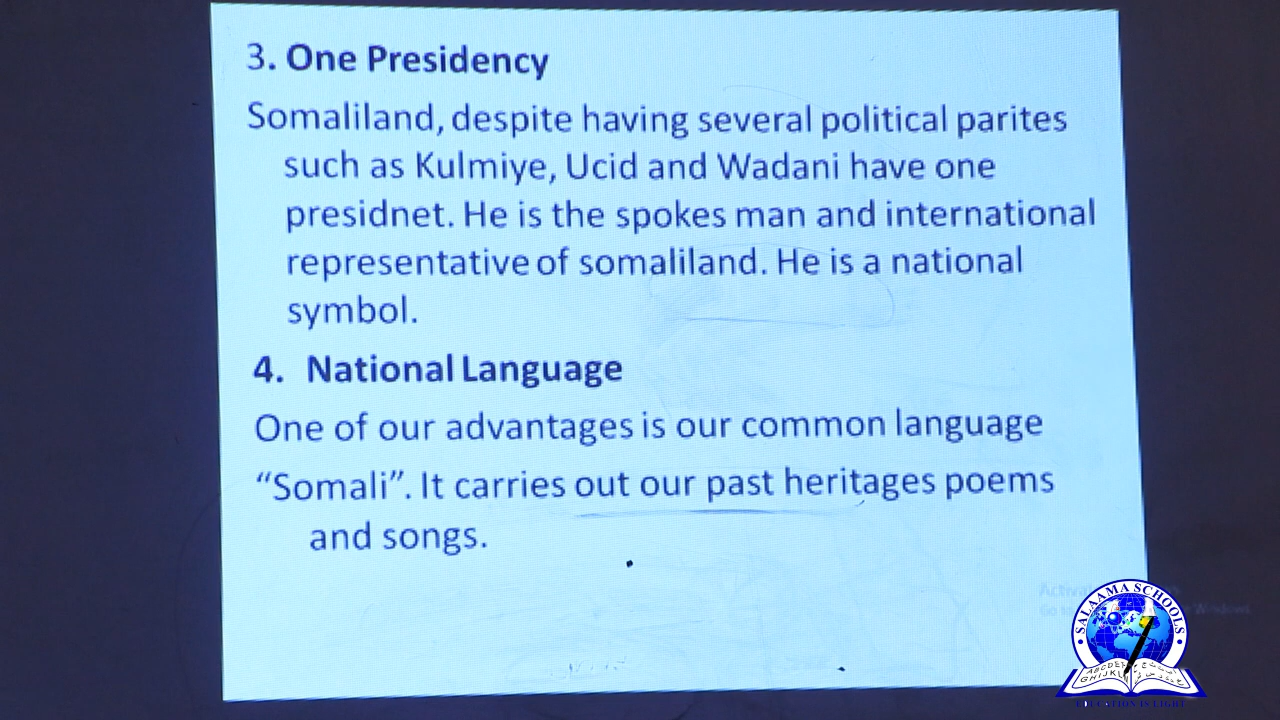 3. One Presidency
Somaliland, despite having several political parites
such as Kulmiye, Ucid and Wadani have one
presidnet. He is the spokes man and international
representative of somaliland. He is a national
symbol.
4. National Language
One of our advantages is our common language
“Somali”. It carries out our past heritages poems
and songs.
SALAAMA SCHOOLS
ABCDEF
GHIJKL
EDUCATION IS LIGHT